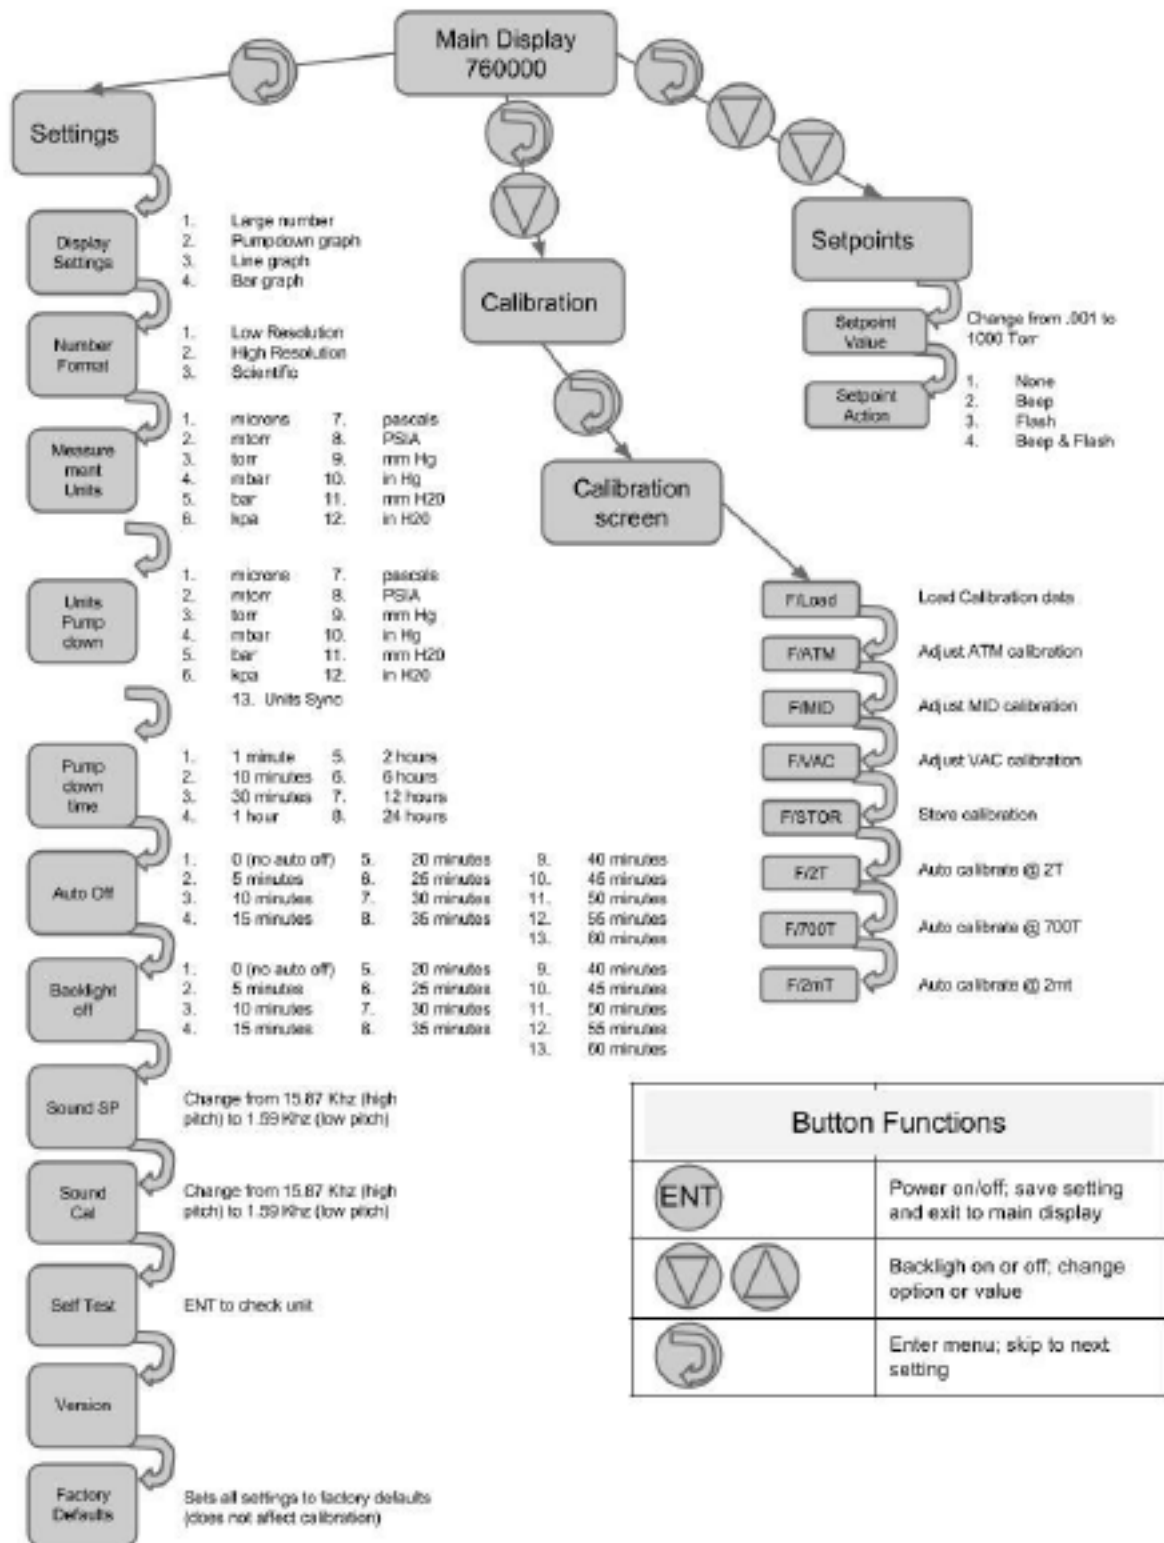 Main Display
760000
Settings
Display
Settings
1. Large number
2. Pumpdown graph
3. Line graph
4. Bar graph
Number
Format
1. Low Resolution
2. High Resolution
3. Scientific
Measure
ment
Units
1. microns 7. pascals
2. mtorr 8. PSIA
3. torr 9. mm Hg
4. mbar 10. in Hg
5. bar 11. mm H20
6. kpa 12. in H20
Units
Pump
down
1. microns 7. pascals
2. mtorr 8. PSIA
3. torr 9. mm Hg
4. mbar 10. in Hg
5. bar 11. mm H20
6. kpa 12. in H20
13. Units Sync
Pump
down
time
1. 1 minute 5. 2 hours
2. 10 minutes 6. 6 hours
3. 30 minutes 7. 12 hours
4. 1 hour 8. 24 hours
Auto Off
1. 0 (no auto off) 5. 20 minutes 9. 40 minutes
2. 5 minutes 6. 25 minutes 10. 45 minutes
3. 10 minutes 7. 30 minutes 11. 50 minutes
4. 15 minutes 8. 35 minutes 12. 55 minutes
13. 60 minutes
Backlight
off
1. 0 (no auto off) 5. 20 minutes 9. 40 minutes
2. 5 minutes 6. 25 minutes 10. 45 minutes
3. 10 minutes 7. 30 minutes 11. 50 minutes
4. 15 minutes 8. 35 minutes 12. 55 minutes
13. 60 minutes
Sound SP
Change from 15.87 Khz (high
pitch) to 1.59 Khz (low pitch)
Sound
Cal
Change from 15.87 Khz (high
pitch) to 1.59 Khz (low pitch)
Self Test
ENT to check unit
Version
Factory
Defaults
Sets all settings to factory defaults
(does not affect calibration)
Calibration
Calibration
screen
F/Load
Load Calibration data
F/ATM
Adjust ATM calibration
F/MID
Adjust MID calibration
F/VAC
Adjust VAC calibration
F/STOR
Store calibration
F/2T
Auto calibrate @ 2T
F/700T
Auto calibrate @ 700T
F/2mT
Auto calibrate @ 2mt
Setpoints
Setpoint
Value
Change from .001 to
1000 Torr
Setpoint
Action
1. None
2. Beep
3. Flash
4. Beep & Flash
Button Functions
ENT
Power on/off; save setting
and exit to main display
Backligh on or off; change
option or value
Enter menu; skip to next
setting